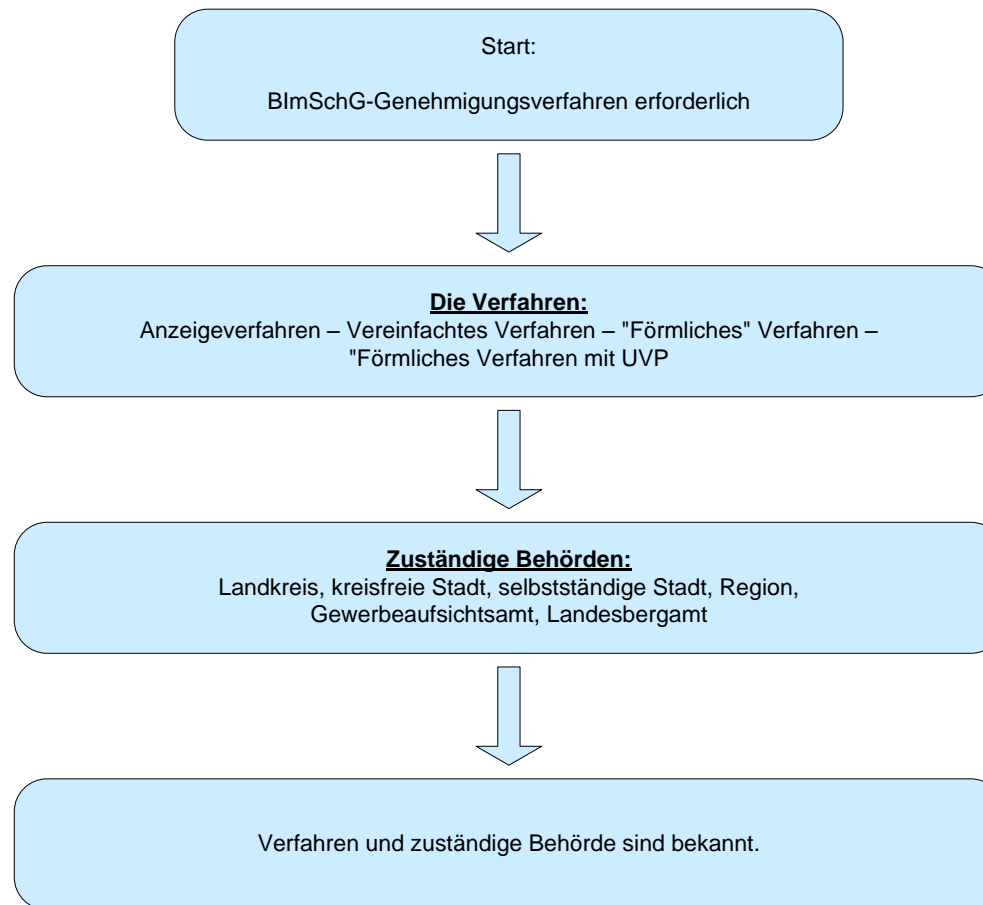 Start:
BImSchG-Genehmigungsverfahren erforderlich
Die Verfahren:
Anzeigeverfahren – Vereinfachtes Verfahren – "Förmliches" Verfahren –
"Förmliches Verfahren mit UVP
Zuständige Behörden:
Landkreis, kreisfreie Stadt, selbstständige Stadt, Region,
Gewerbeaufsichtsamt, Landesbergamt
Verfahren und zuständige Behörde sind bekannt.